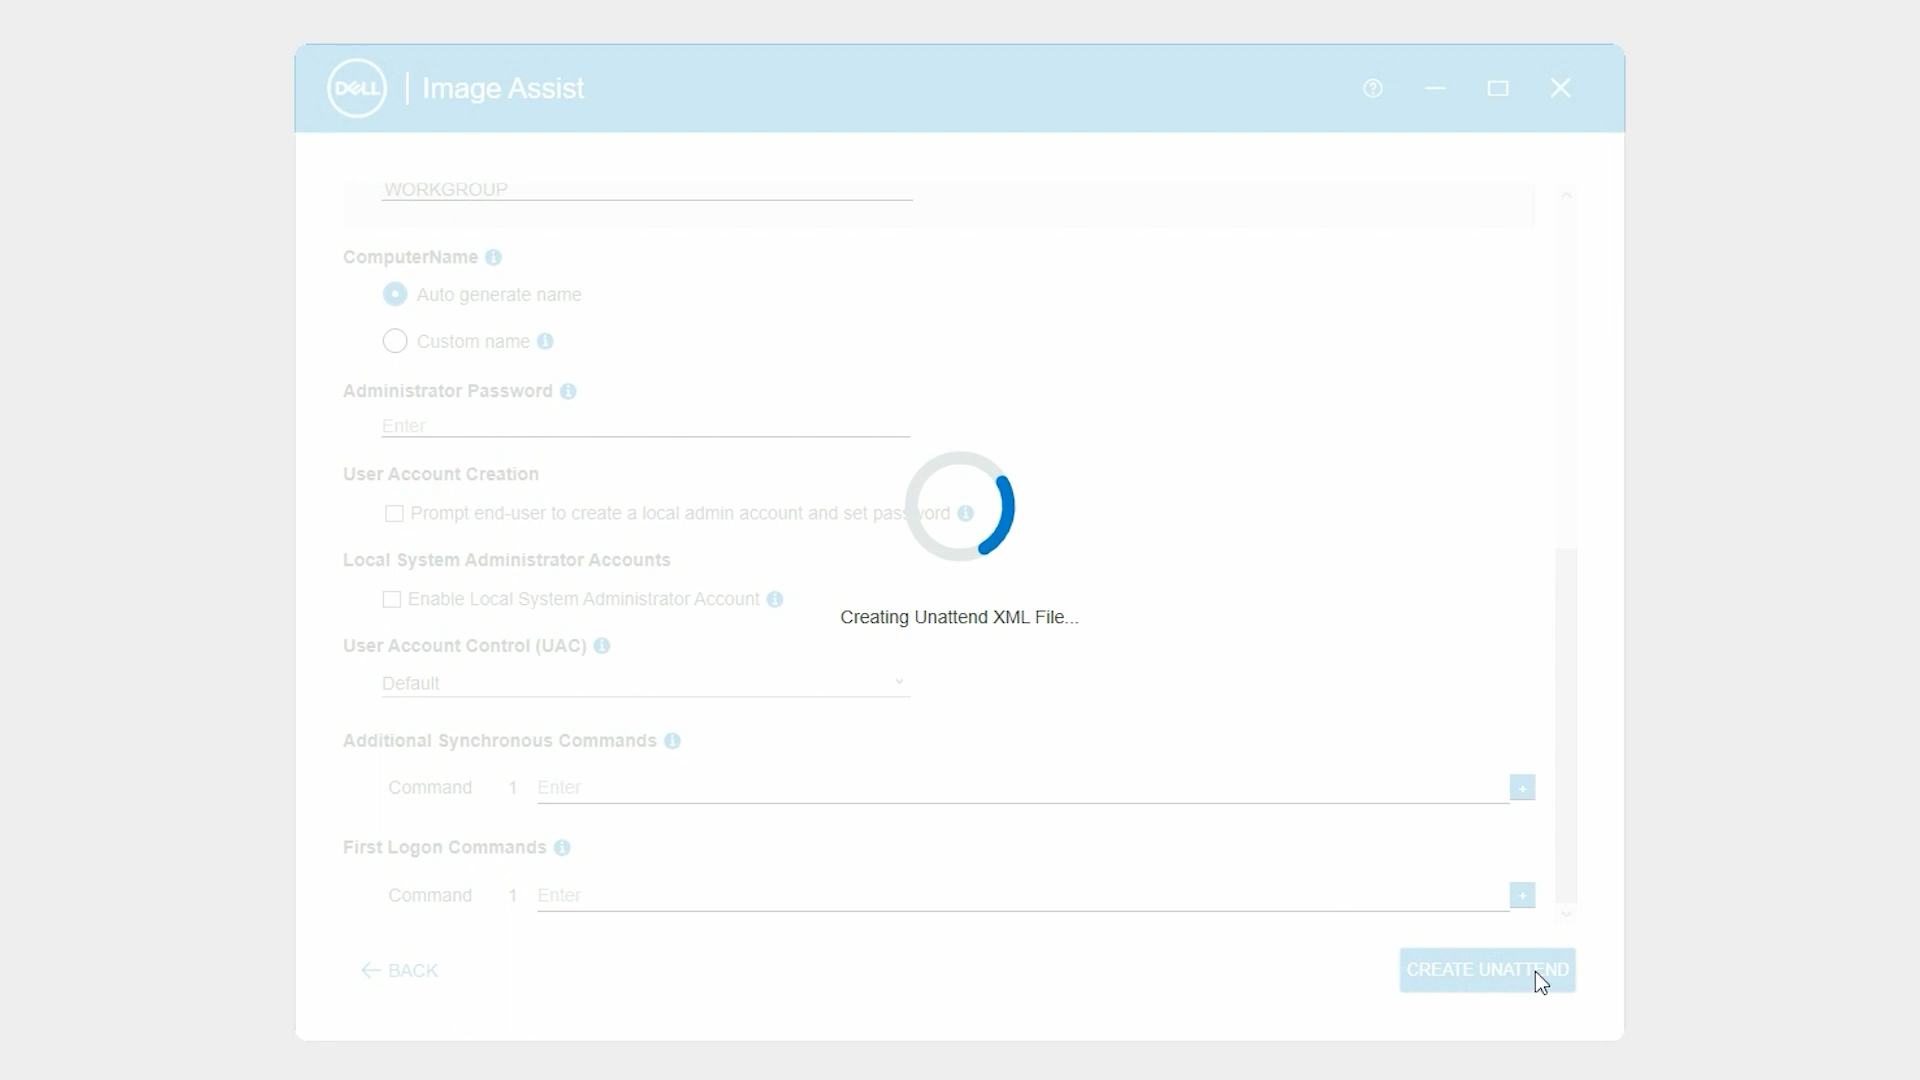 DELL | Image Assist
WORKGROUP
ComputerName
Auto generate name
Custom name
Administrator Password
Enter
User Account Creation
Prompt end-user to create a local admin account and set password
Local System Administrator Accounts
Enable Local System Administrator Account
Creating Unattend XML File...
User Account Control (UAC)
Default
Additional Synchronous Commands
Command 1 Enter +
First Logon Commands
Command 1 Enter +
← BACK
CREATE UNATTEND